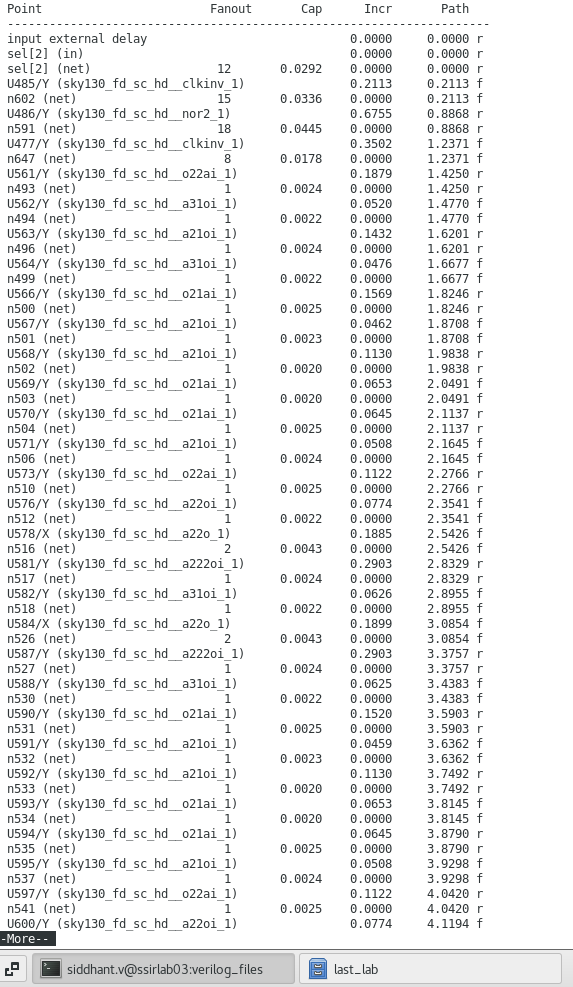 Point Fanout Cap Incr Path
---------------------------------------------------------------------
input external delay 0.0000 0.0000 r
sel[2] (in) 0.0000 0.0000 r
sel[2] (net) 12 0.0292 0.0000 0.0000 r
U485/Y (sky130_fd_sc_hd__clkinv_1) 0.2113 0.2113 f
n602 (net) 15 0.0336 0.0000 0.2113 f
U486/Y (sky130_fd_sc_hd__nor2_1) 0.6755 0.8868 r
n591 (net) 18 0.0445 0.0000 0.8868 r
U477/Y (sky130_fd_sc_hd__clkinv_1) 0.3502 1.2371 f
n647 (net) 8 0.0178 0.0000 1.2371 f
U561/Y (sky130_fd_sc_hd__o22ai_1) 0.1879 1.4250 r
n493 (net) 1 0.0024 0.0000 1.4250 r
U562/Y (sky130_fd_sc_hd__a31oi_1) 0.0520 1.4770 f
n494 (net) 1 0.0022 0.0000 1.4770 f
U563/Y (sky130_fd_sc_hd__a21oi_1) 0.1432 1.6201 r
n496 (net) 1 0.0024 0.0000 1.6201 r
U564/Y (sky130_fd_sc_hd__a31oi_1) 0.0476 1.6677 f
n499 (net) 1 0.0022 0.0000 1.6677 f
U566/Y (sky130_fd_sc_hd__o21ai_1) 0.1569 1.8246 r
n500 (net) 1 0.0025 0.0000 1.8246 r
U567/Y (sky130_fd_sc_hd__a21oi_1) 0.0462 1.8708 f
n501 (net) 1 0.0023 0.0000 1.8708 f
U568/Y (sky130_fd_sc_hd__a21oi_1) 0.1130 1.9838 r
n502 (net) 1 0.0020 0.0000 1.9838 r
U569/Y (sky130_fd_sc_hd__o21ai_1) 0.0653 2.0491 f
n503 (net) 1 0.0020 0.0000 2.0491 f
U570/Y (sky130_fd_sc_hd__o21ai_1) 0.0645 2.1137 r
n504 (net) 1 0.0025 0.0000 2.1137 r
U571/Y (sky130_fd_sc_hd__a21oi_1) 0.0508 2.1645 f
n506 (net) 1 0.0024 0.0000 2.1645 f
U573/Y (sky130_fd_sc_hd__o22ai_1) 0.1122 2.2766 r
n510 (net) 1 0.0025 0.0000 2.2766 r
U576/Y (sky130_fd_sc_hd__a22oi_1) 0.0774 2.3541 f
n512 (net) 1 0.0022 0.0000 2.3541 f
U578/X (sky130_fd_sc_hd__a22o_1) 0.1885 2.5426 f
n516 (net) 2 0.0043 0.0000 2.5426 f
U581/Y (sky130_fd_sc_hd__a222oi_1) 0.2903 2.8329 r
n517 (net) 1 0.0024 0.0000 2.8329 r
U582/Y (sky130_fd_sc_hd__a31oi_1) 0.0626 2.8955 f
n518 (net) 1 0.0022 0.0000 2.8955 f
U584/X (sky130_fd_sc_hd__a22o_1) 0.1899 3.0854 f
n526 (net) 2 0.0043 0.0000 3.0854 f
U587/Y (sky130_fd_sc_hd__a222oi_1) 0.2903 3.3757 r
n527 (net) 1 0.0024 0.0000 3.3757 r
U588/Y (sky130_fd_sc_hd__a31oi_1) 0.0625 3.4383 f
n530 (net) 1 0.0022 0.0000 3.4383 f
U590/Y (sky130_fd_sc_hd__o21ai_1) 0.1520 3.5903 r
n531 (net) 1 0.0025 0.0000 3.5903 r
U591/Y (sky130_fd_sc_hd__a21oi_1) 0.0459 3.6362 f
n532 (net) 1 0.0023 0.0000 3.6362 f
U592/Y (sky130_fd_sc_hd__a21oi_1) 0.1130 3.7492 r
n533 (net) 1 0.0020 0.0000 3.7492 r
U593/Y (sky130_fd_sc_hd__o21ai_1) 0.0653 3.8145 f
n534 (net) 1 0.0020 0.0000 3.8145 f
U594/Y (sky130_fd_sc_hd__o21ai_1) 0.0645 3.8790 r
n535 (net) 1 0.0025 0.0000 3.8790 r
U595/Y (sky130_fd_sc_hd__a21oi_1) 0.0508 3.9298 f
n537 (net) 1 0.0024 0.0000 3.9298 f
U597/Y (sky130_fd_sc_hd__o22ai_1) 0.1122 4.0420 r
n541 (net) 1 0.0025 0.0000 4.0420 r
U600/Y (sky130_fd_sc_hd__a22oi_1) 0.0774 4.1194 f
-More--
siddhant.v@ssirlab03:verilog_files last_lab